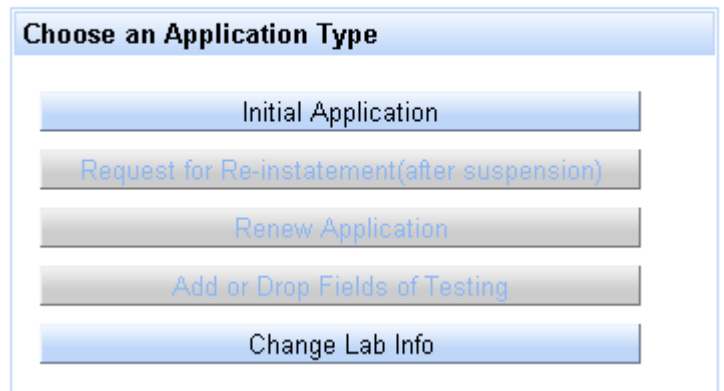 Choose an Application Type
Initial Application
Request for Re-instatement(after suspension)
Renew Application
Add or Drop Fields of Testing
Change Lab Info